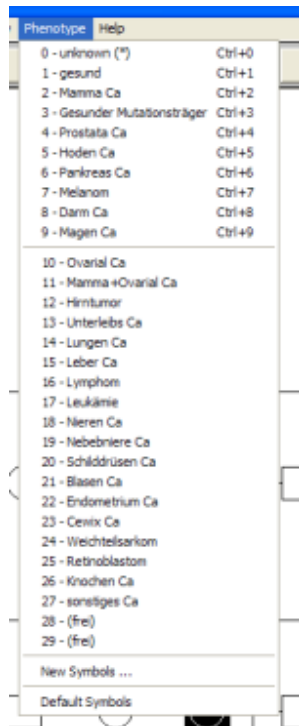 Phenotype Help
0 - unknown (*) Ctrl+0
1 - gesund Ctrl+1
2 - Mamma Ca Ctrl+2
3 - Gesunder Mutationsträger Ctrl+3
4 - Prostata Ca Ctrl+4
5 - Hoden Ca Ctrl+5
6 - Pankreas Ca Ctrl+6
7 - Melanom Ctrl+7
8 - Darm Ca Ctrl+8
9 - Magen Ca Ctrl+9
10 - Ovarial Ca
11 - Mamma+Ovarial Ca
12 - Hirntumor
13 - Unterleibs Ca
14 - Lungen Ca
15 - Leber Ca
16 - Lymphom
17 - Leukämie
18 - Nieren Ca
19 - Nebebniere Ca
20 - Schilddrüsen Ca
21 - Blasen Ca
22 - Endometrium Ca
23 - Cervix Ca
24 - Weichteilsarkom
25 - Retinoblastom
26 - Knochen Ca
27 - sonstiges Ca
28 - (frei)
29 - (frei)
New Symbols ...
Default Symbols